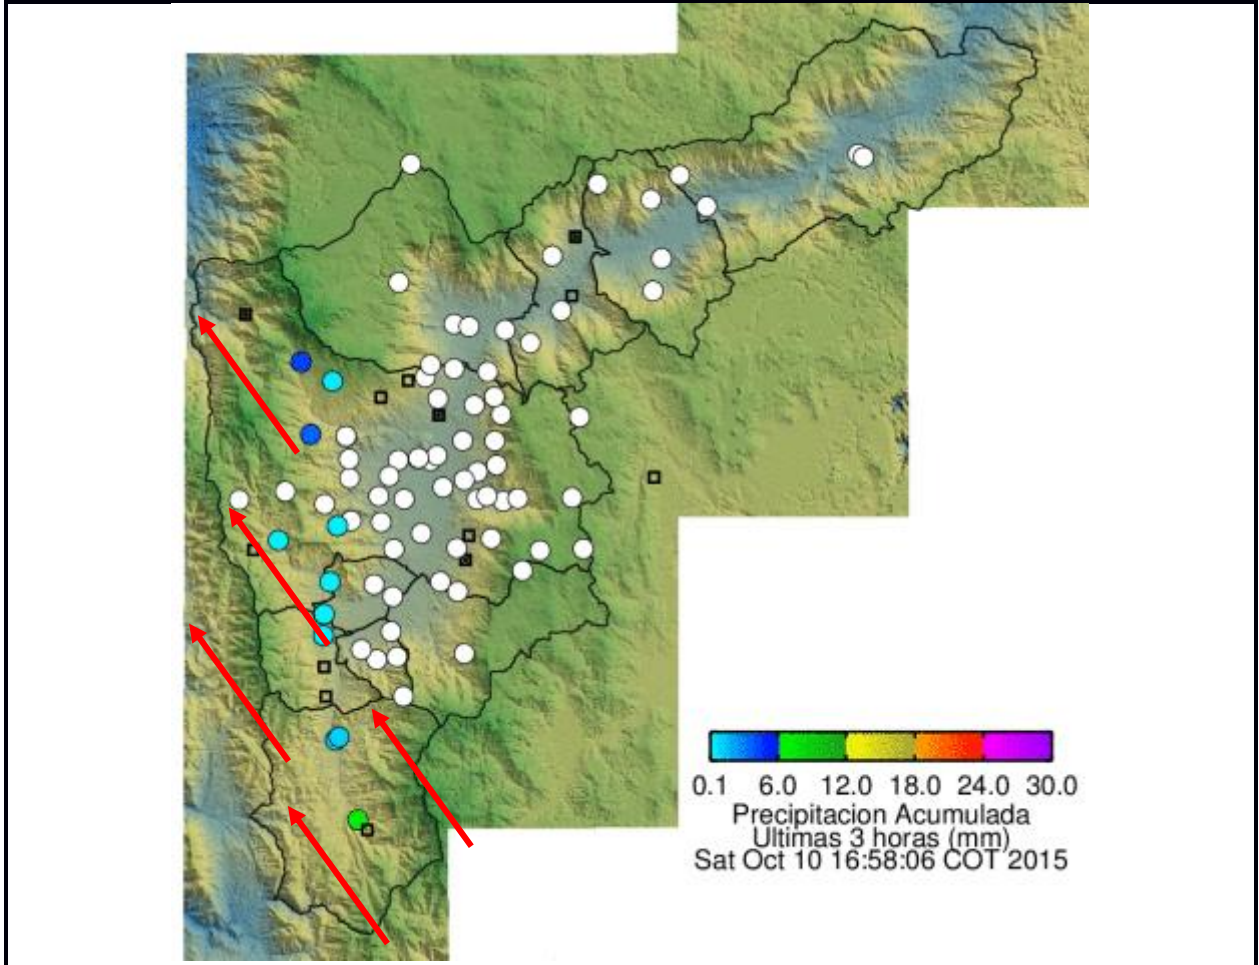 0.1 6.0 12.0 18.0 24.0 30.0
Precipitacion Acumulada
Ultimas 3 horas (mm)
Sat Oct 10 16:58:06 COT 2015